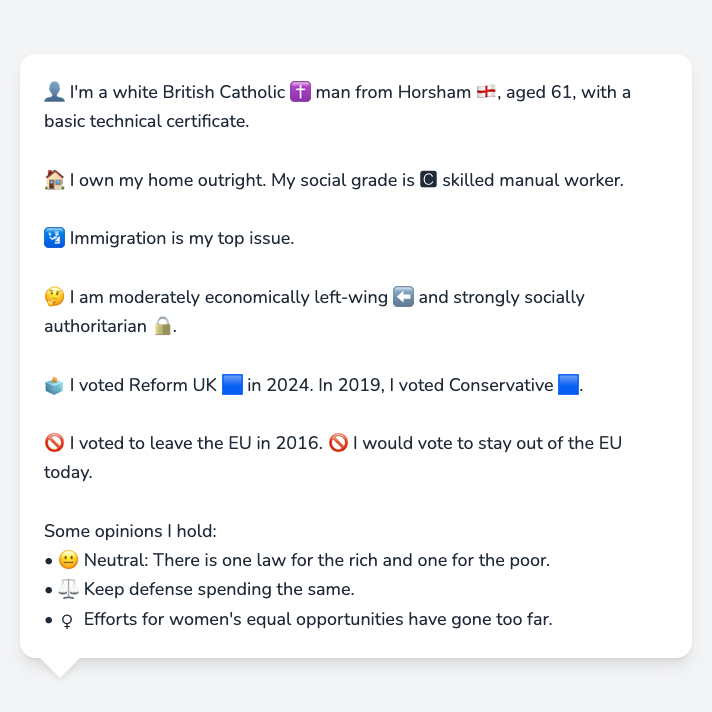 👤 I'm a white British Catholic ✝️ man from Horsham 🏴󠁧󠁢󠁥󠁮󠁧󠁿, aged 61, with a
basic technical certificate.
🏠 I own my home outright. My social grade is 🅲 skilled manual worker.
🛂 Immigration is my top issue.
🤔 I am moderately economically left-wing ⬅️ and strongly socially
authoritarian 🔒.
🗳️ I voted Reform UK 🟦 in 2024. In 2019, I voted Conservative 🟦.
🚫 I voted to leave the EU in 2016. 🚫 I would vote to stay out of the EU
today.
Some opinions I hold:
• 😐 Neutral: There is one law for the rich and one for the poor.
• ⚖️ Keep defense spending the same.
• ♀ Efforts for women's equal opportunities have gone too far.